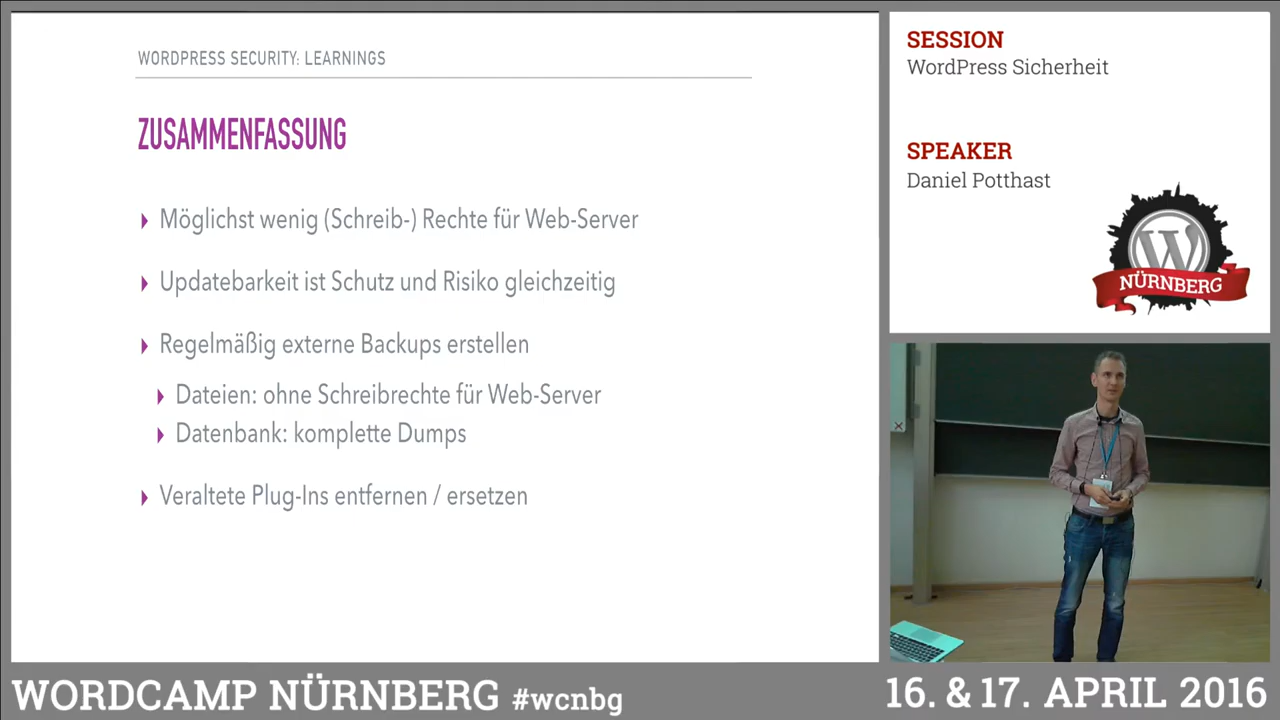 WORDPRESS SECURITY: LEARNINGS
ZUSAMMENFASSUNG
Möglichst wenig (Schreib-) Rechte für Web-Server
Updatebarkeit ist Schutz und Risiko gleichzeitig
Regelmäßig externe Backups erstellen
Dateien: ohne Schreibrechte für Web-Server
Datenbank: komplette Dumps
Veraltete Plug-Ins entfernen / ersetzen
SESSION
WordPress Sicherheit
SPEAKER
Daniel Potthast
W
NÜRNBERG
WORDCAMP NÜRNBERG #wcnbg
16. & 17. APRIL 2016